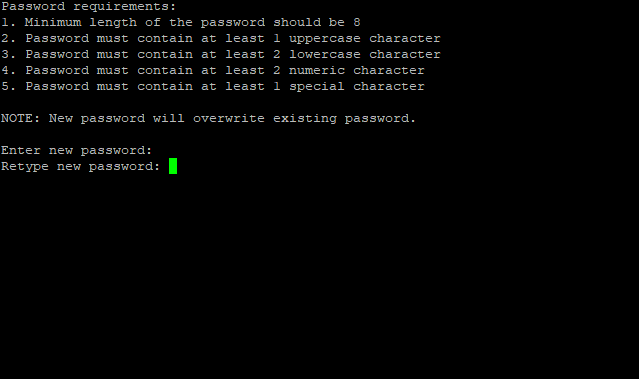 Password requirements:
1. Minimum length of the password should be 8
2. Password must contain at least 1 uppercase character
3. Password must contain at least 2 lowercase character
4. Password must contain at least 2 numeric character
5. Password must contain at least 1 special character
NOTE: New password will overwrite existing password.
Enter new password:
Retype new password: